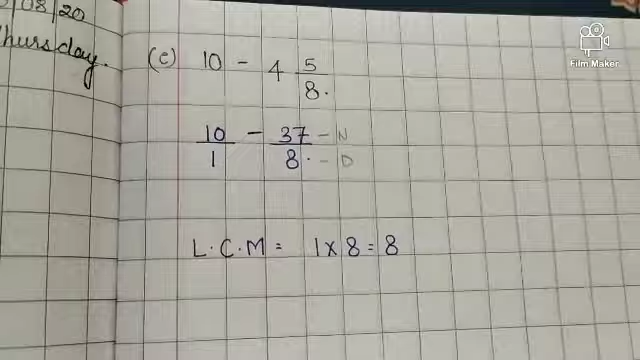 /08/20
Thursday.
(c) 10 - 4 5/8.
10/1 - 37/8. - N - D
L.C.M = 1 x 8 = 8
Film Maker